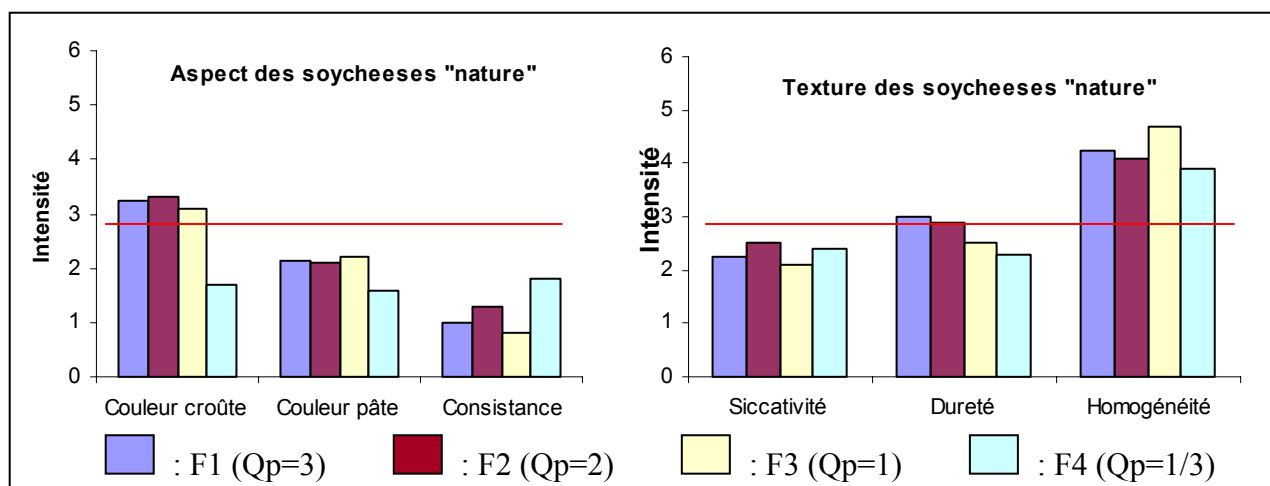 Aspect des soycheeses "nature"
Intensité
6
5
4
3
2
1
0
Couleur croûte Couleur pâte Consistance
Texture des soycheeses "nature"
Intensité
6
5
4
3
2
1
0
Siccativité Dureté Homogénéité
: F1 (Qp=3) : F2 (Qp=2) : F3 (Qp=1) : F4 (Qp=1/3)